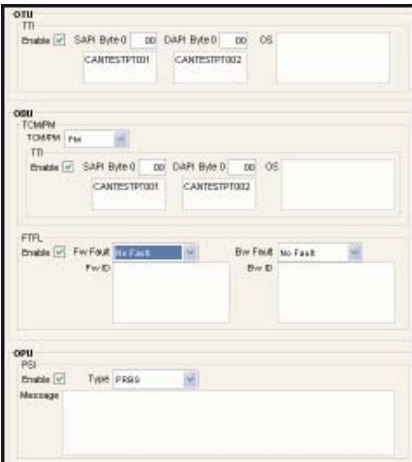 OTU
TTI
Enable SAPI Byte 0 00 DAPI Byte 0 00 OS
CANTESTPT001 CANTESTPT002
ODU
TCM/PM
TCM/PM PM
TTI
Enable SAPI Byte 0 00 DAPI Byte 0 00 OS
CANTESTPT001 CANTESTPT002
FTFL
Enable Fw Fault No Fault Bw Fault No Fault
Fw ID Bw ID
OPU
PSI
Enable Type PRBS
Message